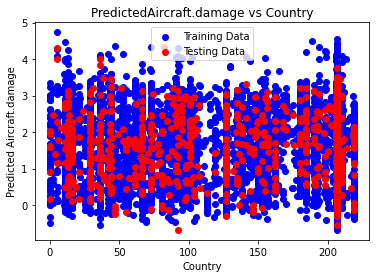 PredictedAircraft.damage vs Country
Training Data
Testing Data
Predicted Aircraft.damage
5
4
3
2
1
0
0 50 100 150 200
Country